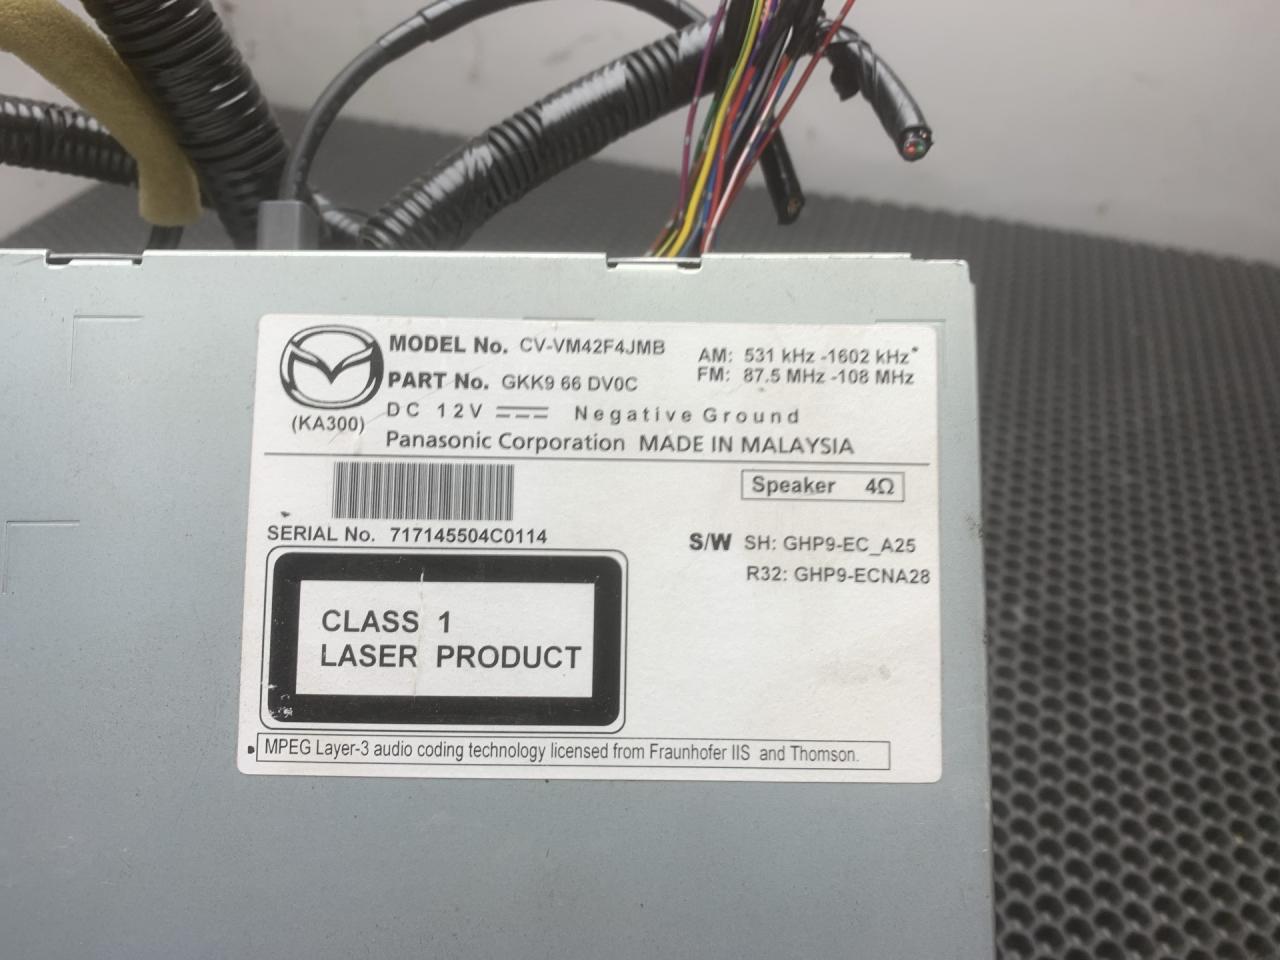 MODEL No. CV-VM42F4JMB
PART No. GKK9 66 DV0C
AM: 531 kHz -1602 kHz*
FM: 87.5 MHz -108 MHz
(KA300)
DC 12V Negative Ground
Panasonic Corporation MADE IN MALAYSIA
Speaker 4Ω
SERIAL No. 717145504C0114
S/W SH: GHP9-EC_A25
R32: GHP9-ECNA28
CLASS 1
LASER PRODUCT
MPEG Layer-3 audio coding technology licensed from Fraunhofer IIS and Thomson.